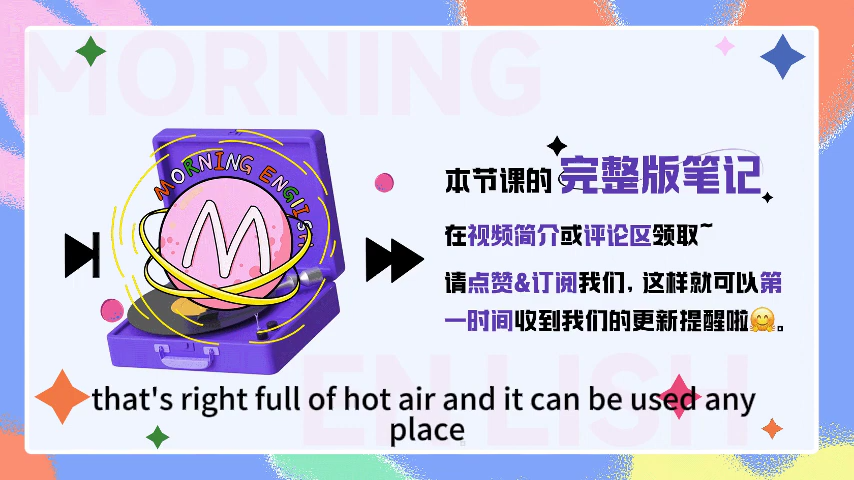 MORNING
MORNING ENGLISH
M
本节课的 完整版笔记
在视频简介或评论区领取~
请点赞&订阅我们，这样就可以第
一时间收到我们的更新提醒啦🤗。
EN LISH
that's right full of hot air and it can be used any
place